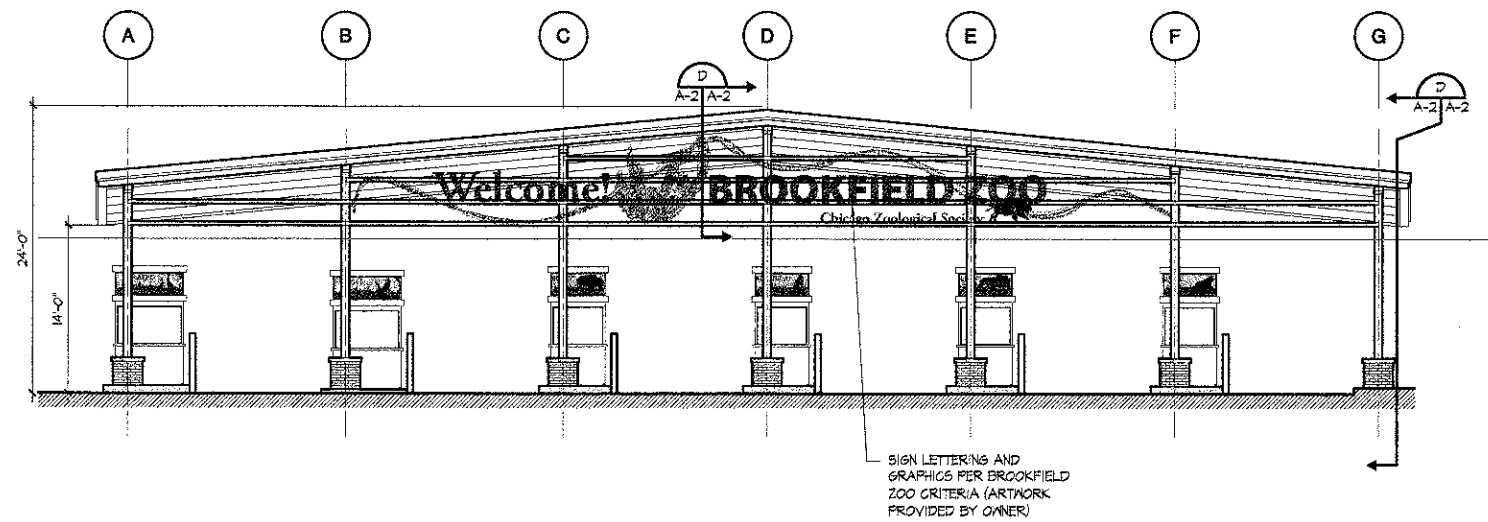 A B C D E F G
D
A-2 A-2
D
A-2 A-2
24'-0"
14'-0"
Welcome! BROOKFIELD ZOO
Chicago Zoological Society
SIGN LETTERING AND
GRAPHICS PER BROOKFIELD
ZOO CRITERIA (ARTWORK
PROVIDED BY OWNER)